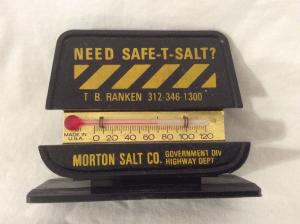 NEED SAFE-T-SALT?
T. B. RANKEN 312-346-1300
MADE IN
U.S.A.
0 20 40 60 80 100 120
MORTON SALT CO. GOVERNMENT DIV
HIGHWAY DEPT